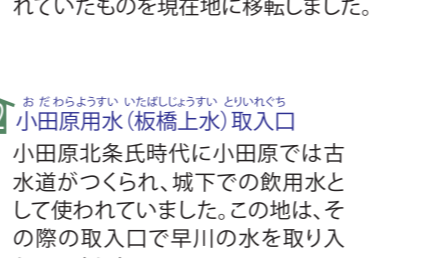 れていたものを現在地に移転しました。
おだわらようすい いたばしじょうすい とりいれぐち
小田原用水(板橋上水)取入口
小田原北条氏時代に小田原では古
水道がつくられ、城下での飲用水と
して使われていました。この地は、そ
の際の取入口で早川の水を取り入